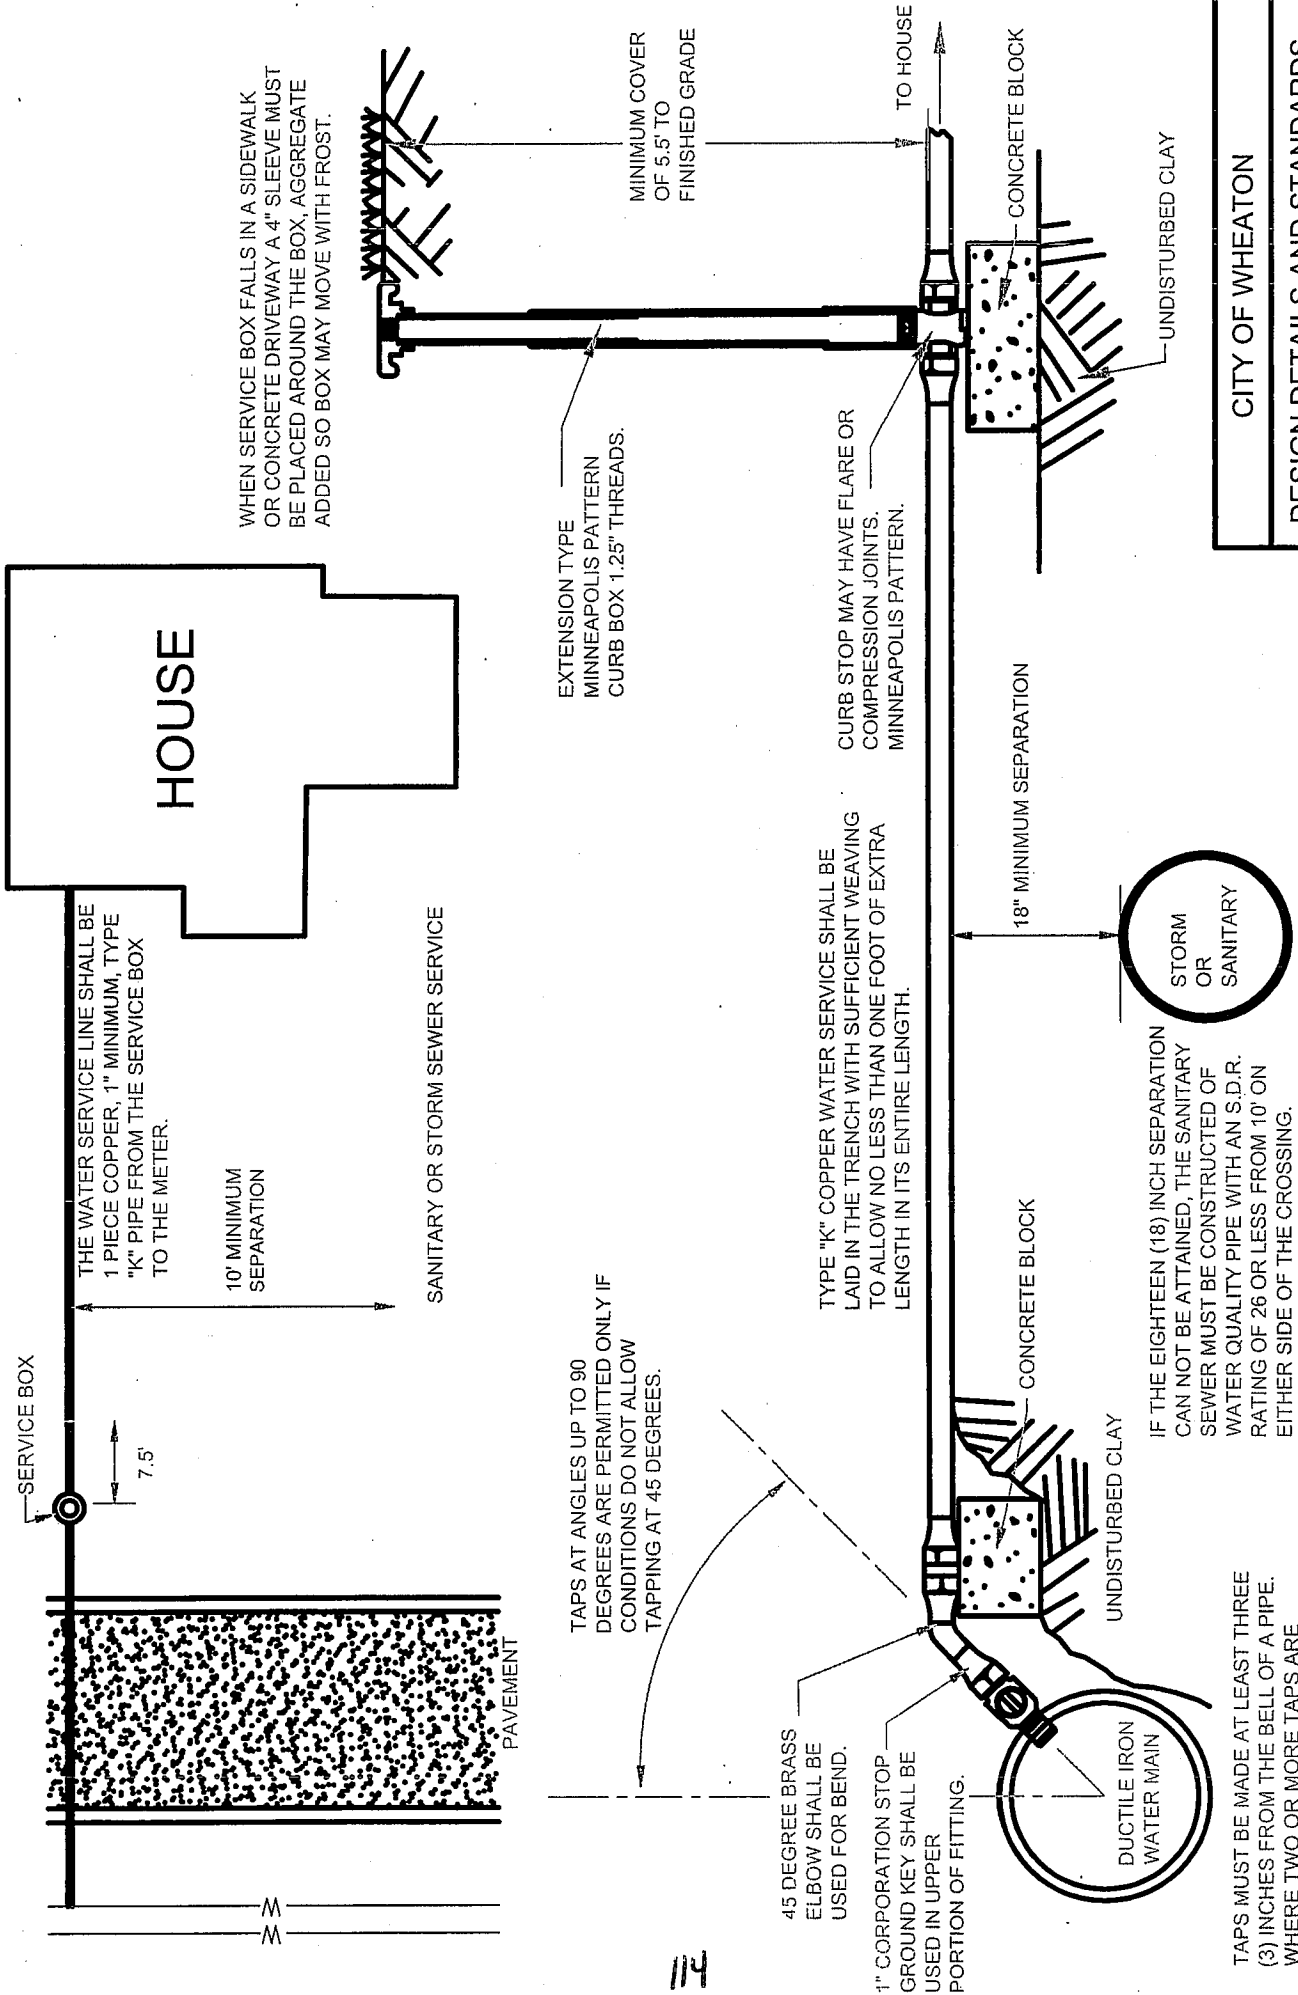 SERVICE BOX
7.5'
THE WATER SERVICE LINE SHALL BE
1 PIECE COPPER, 1" MINIMUM, TYPE
"K" PIPE FROM THE SERVICE BOX
TO THE METER.
10' MINIMUM
SEPARATION
SANITARY OR STORM SEWER SERVICE
HOUSE
PAVEMENT
M
M
WHEN SERVICE BOX FALLS IN A SIDEWALK
OR CONCRETE DRIVEWAY A 4" SLEEVE MUST
BE PLACED AROUND THE BOX, AGGREGATE
ADDED SO BOX MAY MOVE WITH FROST.
TAPS AT ANGLES UP TO 90
DEGREES ARE PERMITTED ONLY IF
CONDITIONS DO NOT ALLOW
TAPPING AT 45 DEGREES.
EXTENSION TYPE
MINNEAPOLIS PATTERN
CURB BOX 1.25" THREADS.
MINIMUM COVER
OF 5.5' TO
FINISHED GRADE
45 DEGREE BRASS
ELBOW SHALL BE
USED FOR BEND.
1" CORPORATION STOP
GROUND KEY SHALL BE
USED IN UPPER
PORTION OF FITTING.
TYPE "K" COPPER WATER SERVICE SHALL BE
LAID IN THE TRENCH WITH SUFFICIENT WEAVING
TO ALLOW NO LESS THAN ONE FOOT OF EXTRA
LENGTH IN ITS ENTIRE LENGTH.
CURB STOP MAY HAVE FLARE OR
COMPRESSION JOINTS.
MINNEAPOLIS PATTERN.
TO HOUSE
CONCRETE BLOCK
18" MINIMUM SEPARATION
CONCRETE BLOCK
DUCTILE IRON
WATER MAIN
UNDISTURBED CLAY
STORM
OR
SANITARY
UNDISTURBED CLAY
IF THE EIGHTEEN (18) INCH SEPARATION
CAN NOT BE ATTAINED, THE SANITARY
SEWER MUST BE CONSTRUCTED OF
WATER QUALITY PIPE WITH AN S.D.R.
RATING OF 26 OR LESS FROM 10' ON
EITHER SIDE OF THE CROSSING.
TAPS MUST BE MADE AT LEAST THREE
(3) INCHES FROM THE BELL OF A PIPE.
WHERE TWO OR MORE TAPS ARE
CITY OF WHEATON
DESIGN DETAILS AND STANDARDS
114